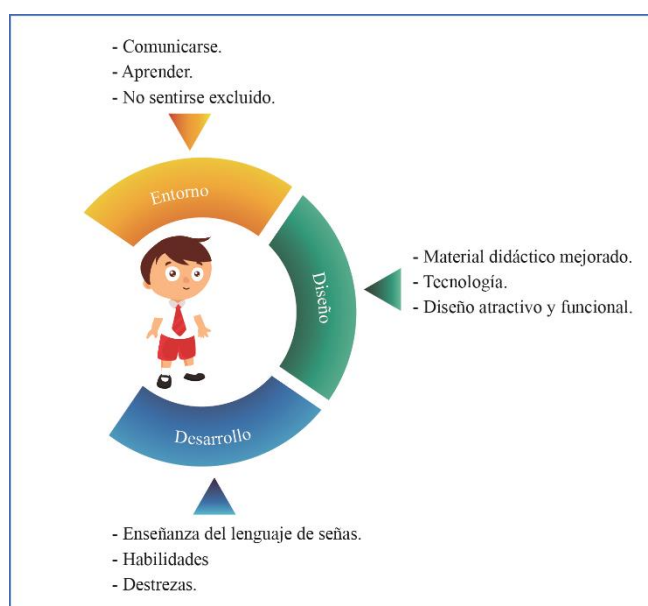 - Comunicarse.
- Aprender.
- No sentirse excluido.
Entorno
Diseño
- Material didáctico mejorado.
- Tecnología.
- Diseño atractivo y funcional.
Desarrollo
- Enseñanza del lenguaje de señas.
- Habilidades
- Destrezas.